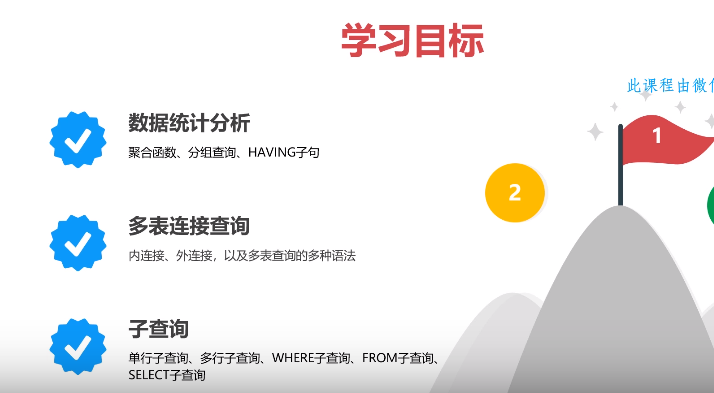 学习目标
此课程由微
数据统计分析
聚合函数、分组查询、HAVING子句
1
2
多表连接查询
内连接、外连接，以及多表查询的多种语法
子查询
单行子查询、多行子查询、WHERE子查询、FROM子查询、
SELECT子查询